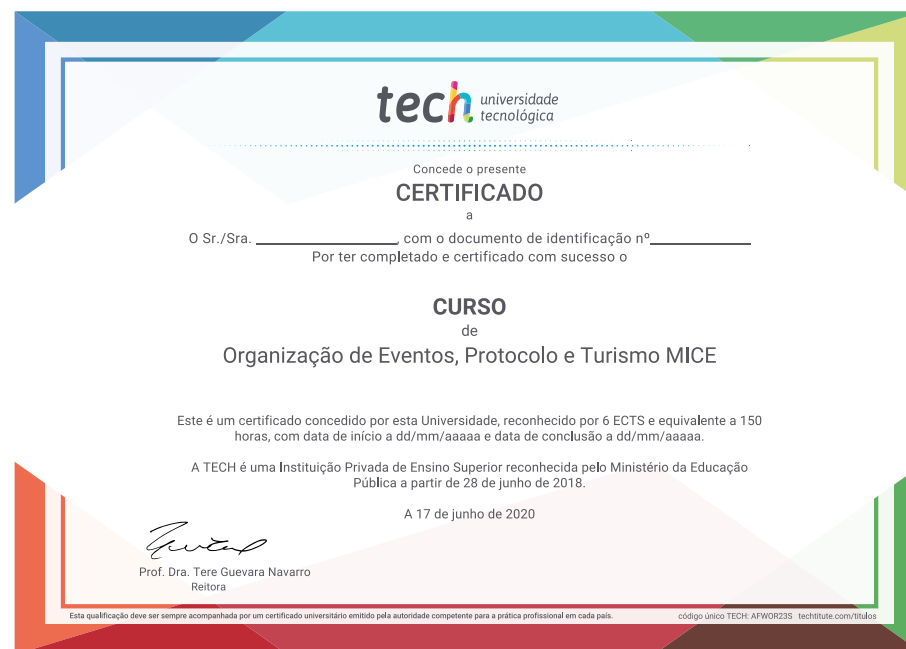 tech universidade
tecnológica
Concede o presente
CERTIFICADO
a
O Sr./Sra. ________________, com o documento de identificação nº____________
Por ter completado e certificado com sucesso o
CURSO
de
Organização de Eventos, Protocolo e Turismo MICE
Este é um certificado concedido por esta Universidade, reconhecido por 6 ECTS e equivalente a 150
horas, com data de início a dd/mm/aaaaa e data de conclusão a dd/mm/aaaaa.
A TECH é uma Instituição Privada de Ensino Superior reconhecida pelo Ministério da Educação
Pública a partir de 28 de junho de 2018.
A 17 de junho de 2020
Prof. Dra. Tere Guevara Navarro
Reitora
Esta qualificação deve ser sempre acompanhada por um certificado universitário emitido pela autoridade competente para a prática profissional em cada país. código único TECH: AFWOR23S techtitute.com/titulos